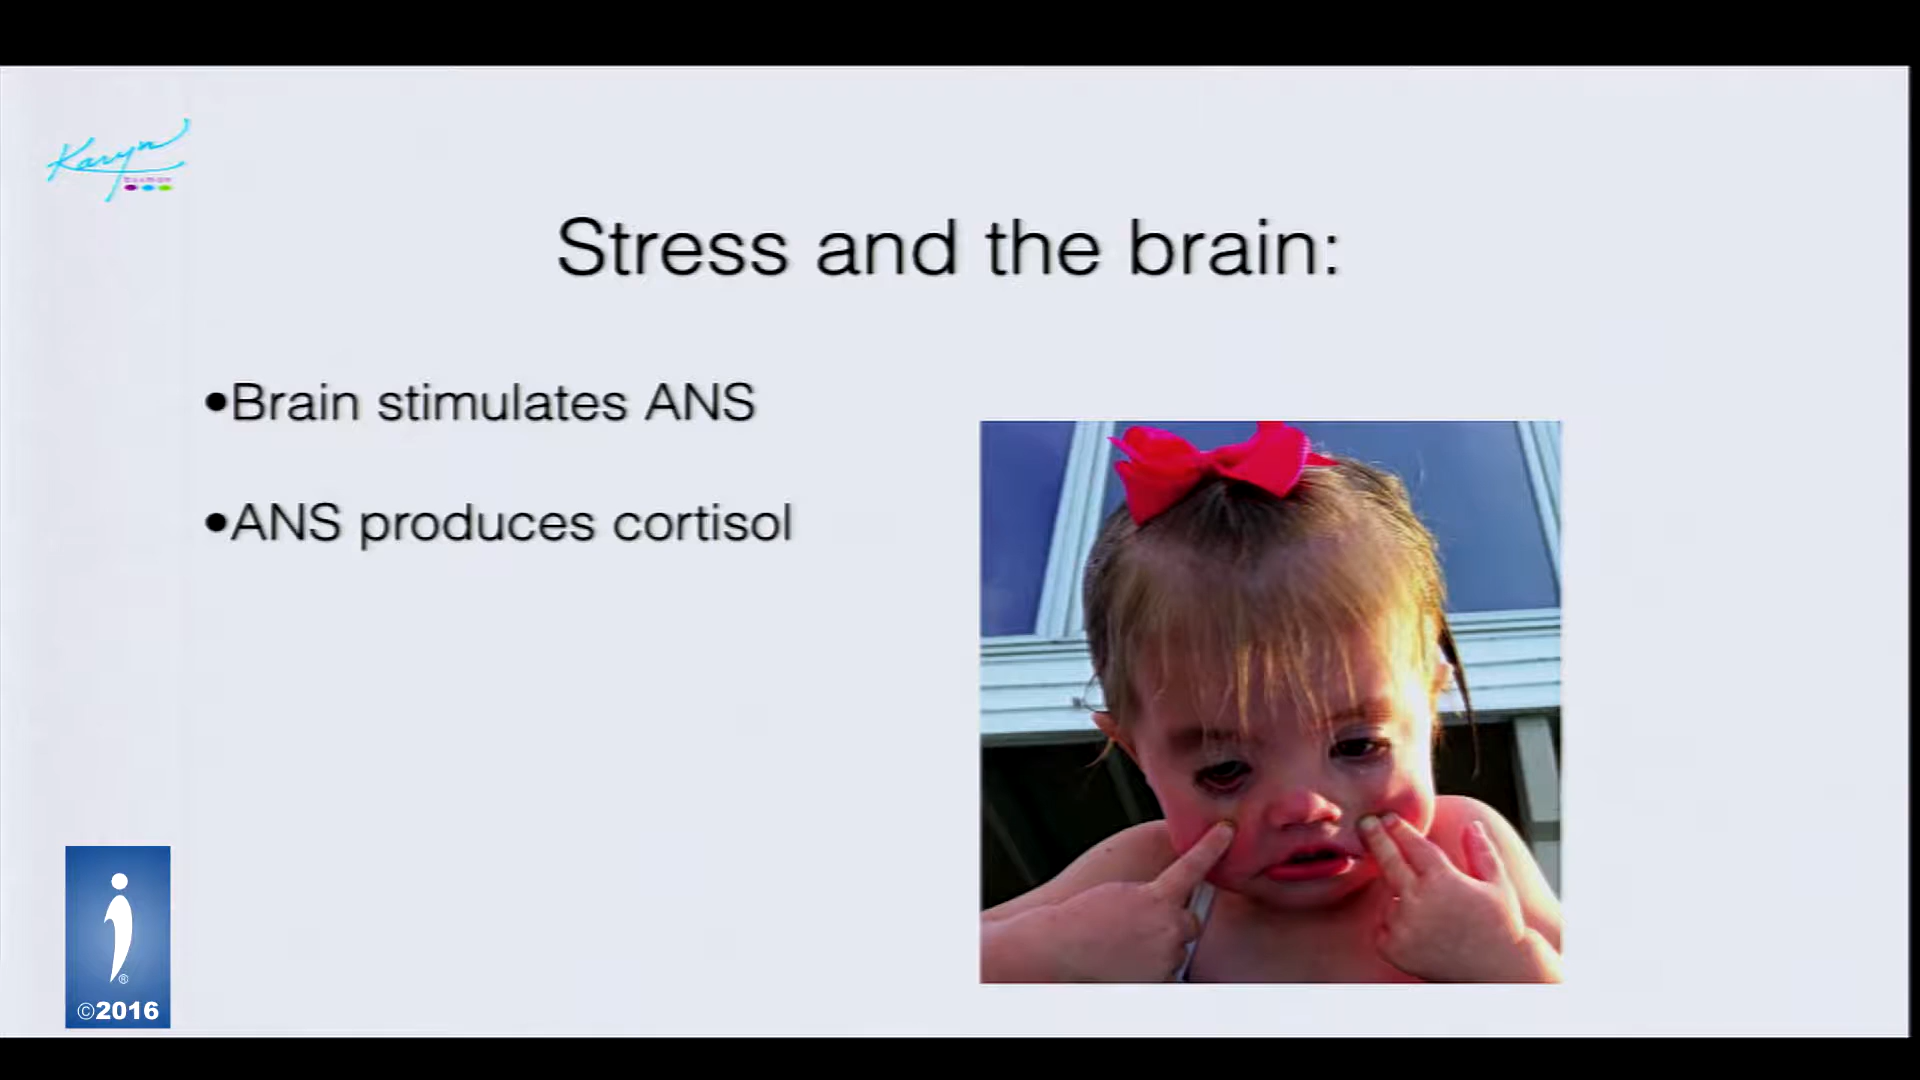 Karyn
Stress and the brain:
•Brain stimulates ANS
•ANS produces cortisol
®
©2016